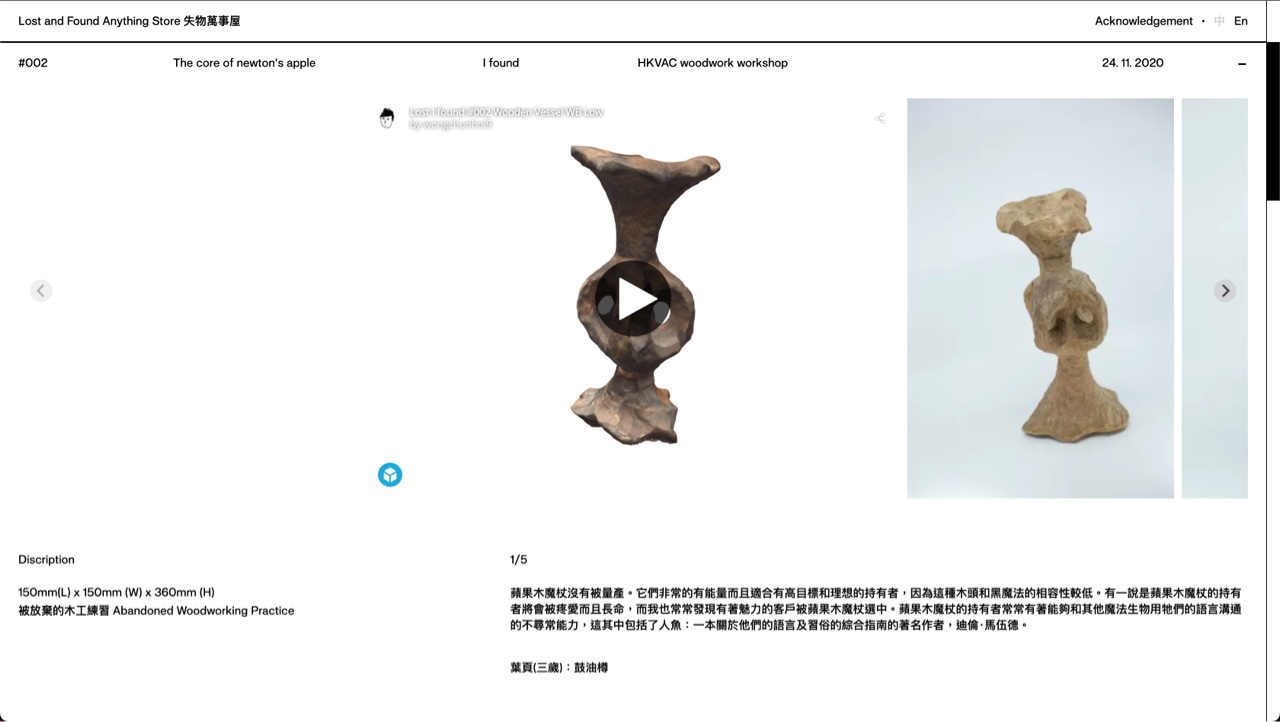 Lost and Found Anything Store 失物萬事屋
Acknowledgement · 中 En
#002 The core of newton's apple I found HKVAC woodwork workshop 24. 11. 2020 –
Lost I found #002 Wooden Vessel WB Low
by wongchunhoi9
Discription
150mm(L) x 150mm (W) x 360mm (H)
被放棄的木工練習 Abandoned Woodworking Practice
1/5
蘋果木魔杖沒有被量產。它們非常的有能量而且適合有高目標和理想的持有者，因為這種木頭和黑魔法的相容性較低。有一說是蘋果木魔杖的持有
者將會被疼愛而且長命，而我也常常發現有著魅力的客戶被蘋果木魔杖選中。蘋果木魔杖的持有者常常有著能夠和其他魔法生物用牠們的語言溝通
的不尋常能力，這其中包括了人魚：一本關於他們的語言及習俗的綜合指南的著名作者，迪倫·馬伍德。
葉頁(三歲)：鼓油樽